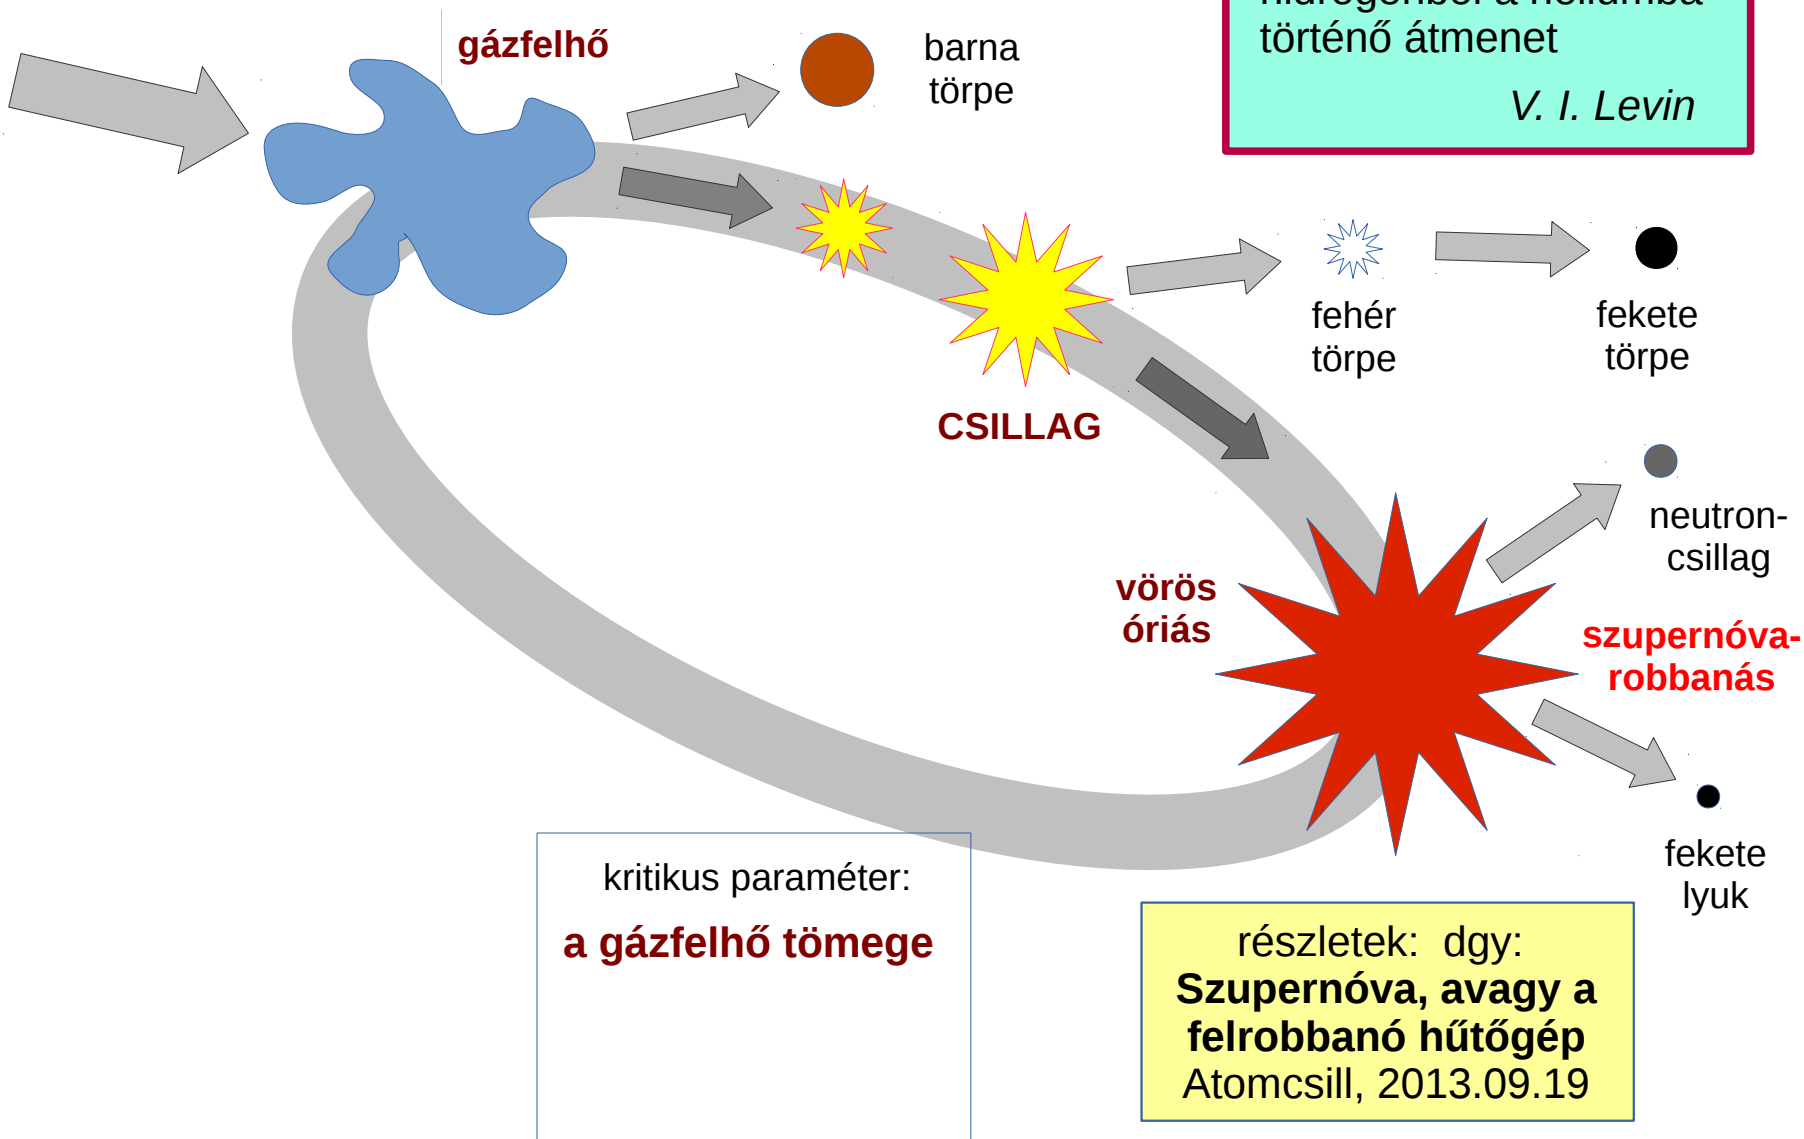 történő átmenet
V. I. Levin
gázfelhő
barna
törpe
fehér
törpe
fekete
törpe
CSILLAG
neutron-
csillag
vörös
óriás
szupernóva-
robbanás
fekete
lyuk
kritikus paraméter:
a gázfelhő tömege
részletek: dgy:
Szupernóva, avagy a
felrobbanó hűtőgép
Atomcsill, 2013.09.19